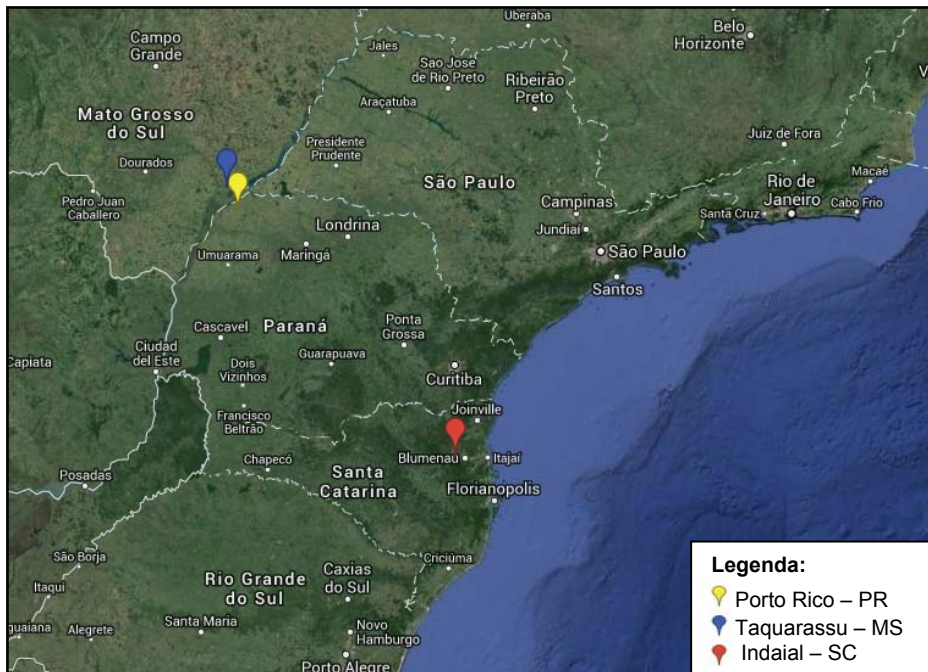 Uberaba
Campo
Grande
Belo
Horizonte
V
Jales
Sao Jose
de Rio Preto
Ribeirão
Preto
Araçatuba
Mato Grosso
do Sul
Juiz de Fora
Presidente
Prudente
Dourados
São Paulo
Macaé
Rio de
Janeiro
Pedro Juan
Caballero
Campinas
Cabo Frio
Santa Cruz
Londrina
Jundiaí
São Paulo
Umuarama
Maringá
Santos
Ponta
Grossa
Cascavel
Paraná
Ciudad
del Este
Guarapuava
Capiata
Dois
Vizinhos
Curitiba
Joinville
Francisco
Beltrão
Blumenau
Itajaí
Chapecó
Santa
Catarina
Posadas
Florianopolis
São Borja
Criciúma
Caxias
do Sul
Rio Grande
do Sul
Itaqui
Santa Maria
Novo
Hamburgo
guaiana
Alegrete
Porto Alegre
Legenda:
Porto Rico – PR
Taquarassu – MS
Indaial – SC